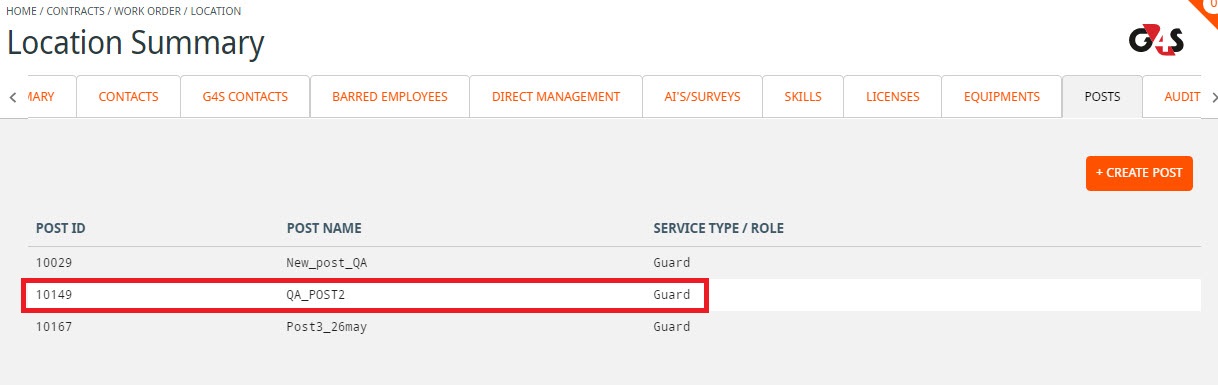 HOME / CONTRACTS / WORK ORDER / LOCATION
0
Location Summary
G4S
MARY CONTACTS G4S CONTACTS BARRED EMPLOYEES DIRECT MANAGEMENT AI'S/SURVEYS SKILLS LICENSES EQUIPMENTS POSTS AUDIT
+ CREATE POST
POST ID POST NAME SERVICE TYPE / ROLE
10029 New_post_QA Guard
10149 QA_POST2 Guard
10167 Post3_26may Guard